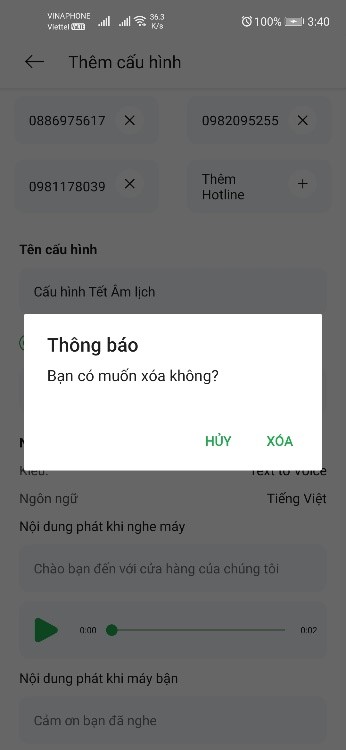 VINAPHONE
Viettel VoLTE
36.3
K/s
100%
3:40
Thêm cấu hình
0886975617
0982095255
0981178039
Thêm
Hotline
Tên cấu hình
Cấu hình Tết Âm lịch
Thông báo
Bạn có muốn xóa không?
HỦY
XÓA
Kiểu:
Text to Voice
Ngôn ngữ
Tiếng Việt
Nội dung phát khi nghe máy
Chào bạn đến với cửa hàng của chúng tôi
0:00
0:02
Nội dung phát khi máy bận
Cảm ơn bạn đã nghe